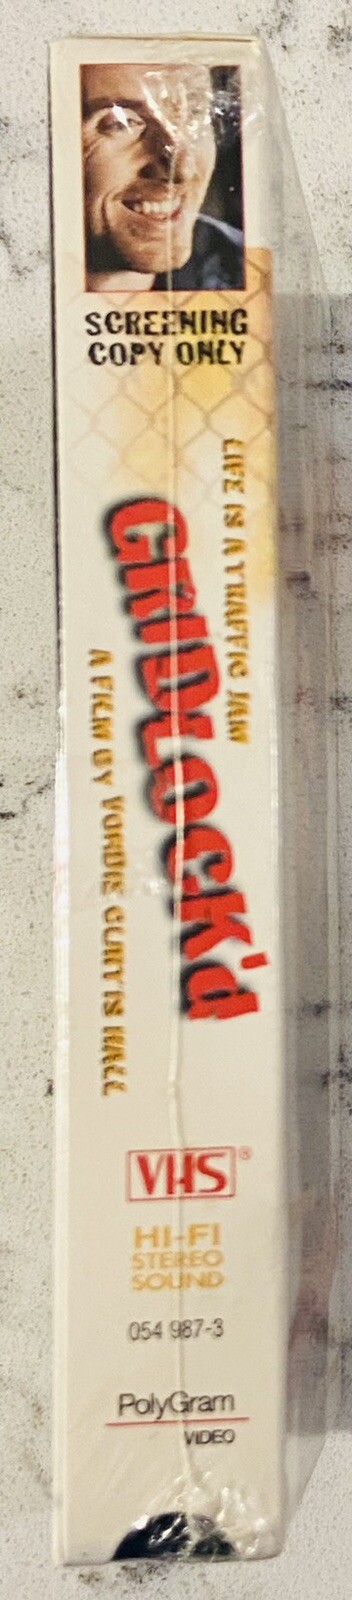 SCREENING
COPY ONLY
LIFE IS A TRAFFIC JAM
GRIDLOCK'd
A FILM BY VONDIE CURTIS HALL
VHS®
HI-FI
STEREO
SOUND
054 987-3
PolyGram
VIDEO